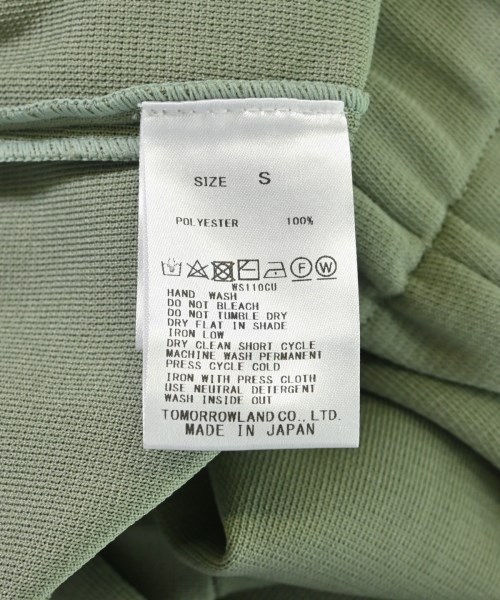 SIZE S
POLYESTER 100%
F W
WS110CU
HAND WASH
DO NOT BLEACH
DO NOT TUMBLE DRY
DRY FLAT IN SHADE
IRON LOW
DRY CLEAN SHORT CYCLE
MACHINE WASH PERMANENT
PRESS CYCLE COLD
IRON WITH PRESS CLOTH
USE NEUTRAL DETERGENT
WASH INSIDE OUT
TOMORROWLAND CO., LTD.
MADE IN JAPAN